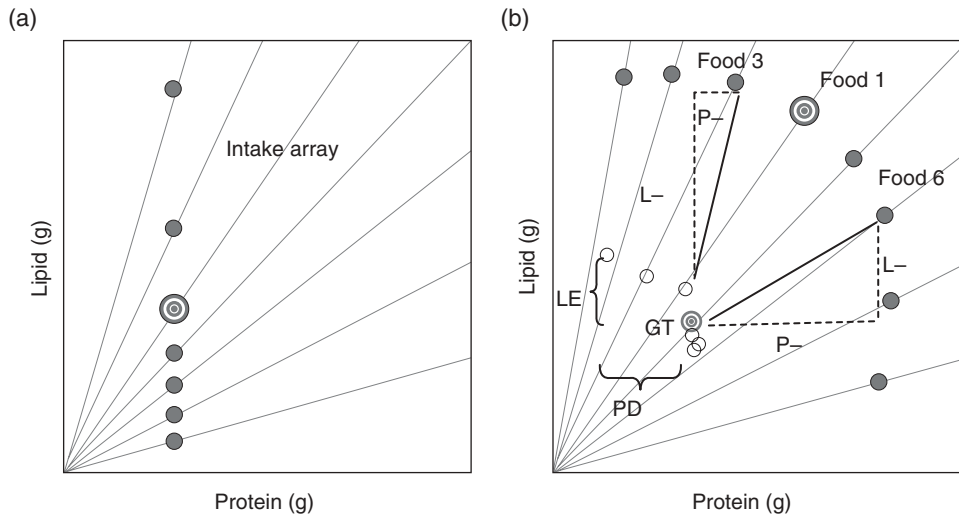 (a)
Intake array
Lipid (g)
Protein (g)
(b)
Food 3
Food 1
P–
Food 6
L–
L–
LE
GT
P–
PD
Lipid (g)
Protein (g)